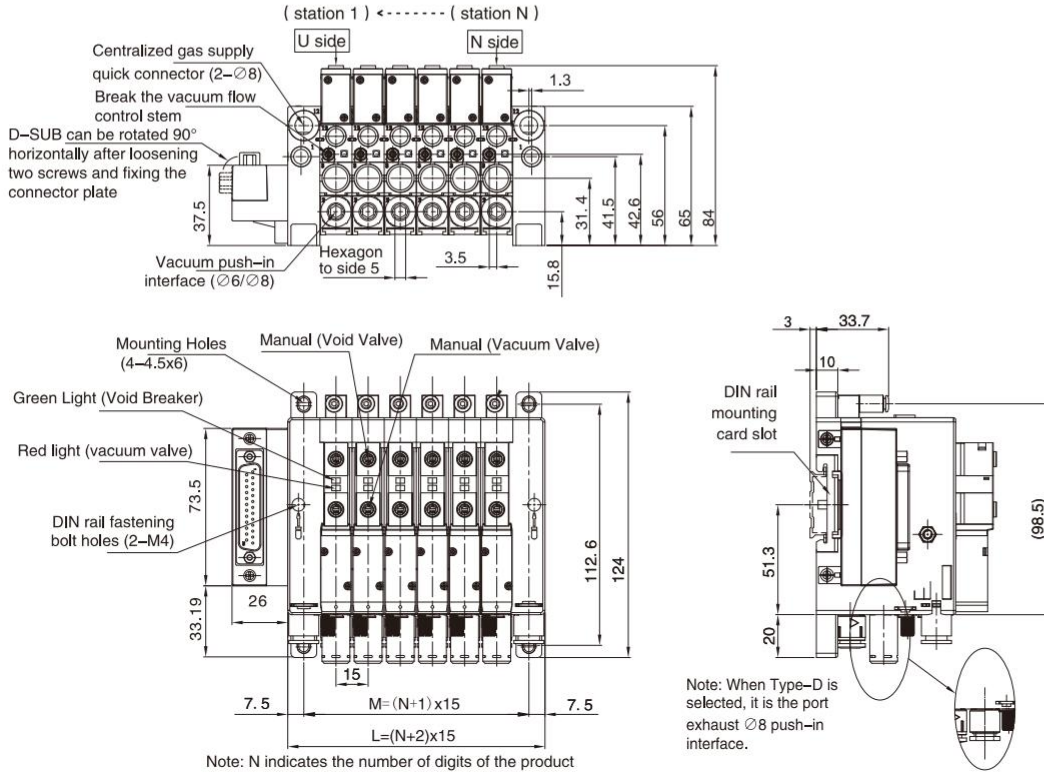 ( station 1 ) <-------- ( station N )
U side
N side
Centralized gas supply
quick connector (2-∅8)
Break the vacuum flow
control stem
D-SUB can be rotated 90°
horizontally after loosening
two screws and fixing the
connector plate
37.5
Vacuum push-in
interface (∅6/∅8)
Hexagon
to side 5
3.5
1.3
15.8
31.4
41.5
42.6
56
65
84
Mounting Holes
(4-4.5x6)
Manual (Void Valve)
Manual (Vacuum Valve)
Green Light (Void Breaker)
Red light (vacuum valve)
DIN rail fastening
bolt holes (2-M4)
73.5
33.19
26
15
112.6
124
7.5
M=(N+1)x15
7.5
L=(N+2)x15
Note: N indicates the number of digits of the product
3
33.7
10
DIN rail
mounting
card slot
51.3
20
(98.5)
Note: When Type-D is
selected, it is the port
exhaust ∅8 push-in
interface.